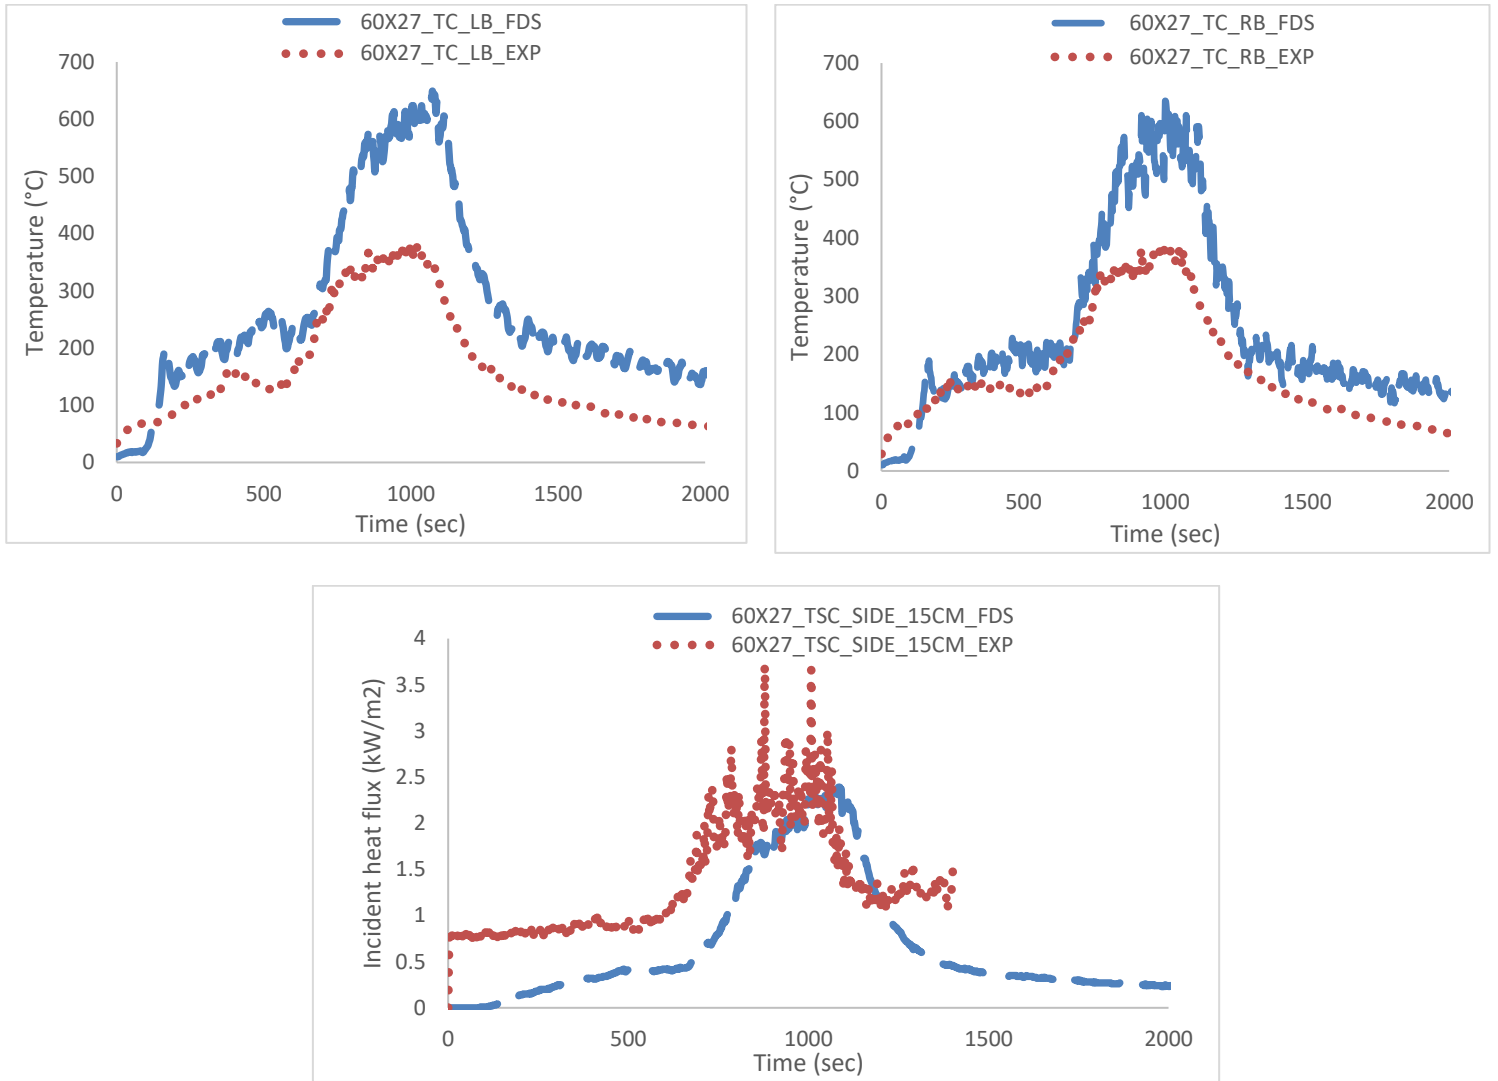 60X27_TC_LB_FDS
60X27_TC_LB_EXP
700
600
500
400
300
200
100
0
Temperature (°C)
0 500 1000 1500 2000
Time (sec)
60X27_TC_RB_FDS
60X27_TC_RB_EXP
700
600
500
400
300
200
100
0
Temperature (°C)
0 500 1000 1500 2000
Time (sec)
60X27_TSC_SIDE_15CM_FDS
60X27_TSC_SIDE_15CM_EXP
4
3.5
3
2.5
2
1.5
1
0.5
0
Incident heat flux (kW/m2)
0 500 1000 1500 2000
Time (sec)